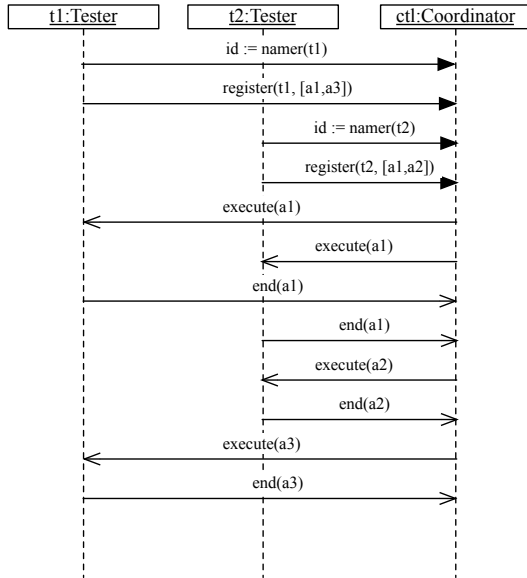 t1:Tester
t2:Tester
ctl:Coordinator
id := namer(t1)
register(t1, [a1,a3])
id := namer(t2)
register(t2, [a1,a2])
execute(a1)
execute(a1)
end(a1)
end(a1)
execute(a2)
end(a2)
execute(a3)
end(a3)